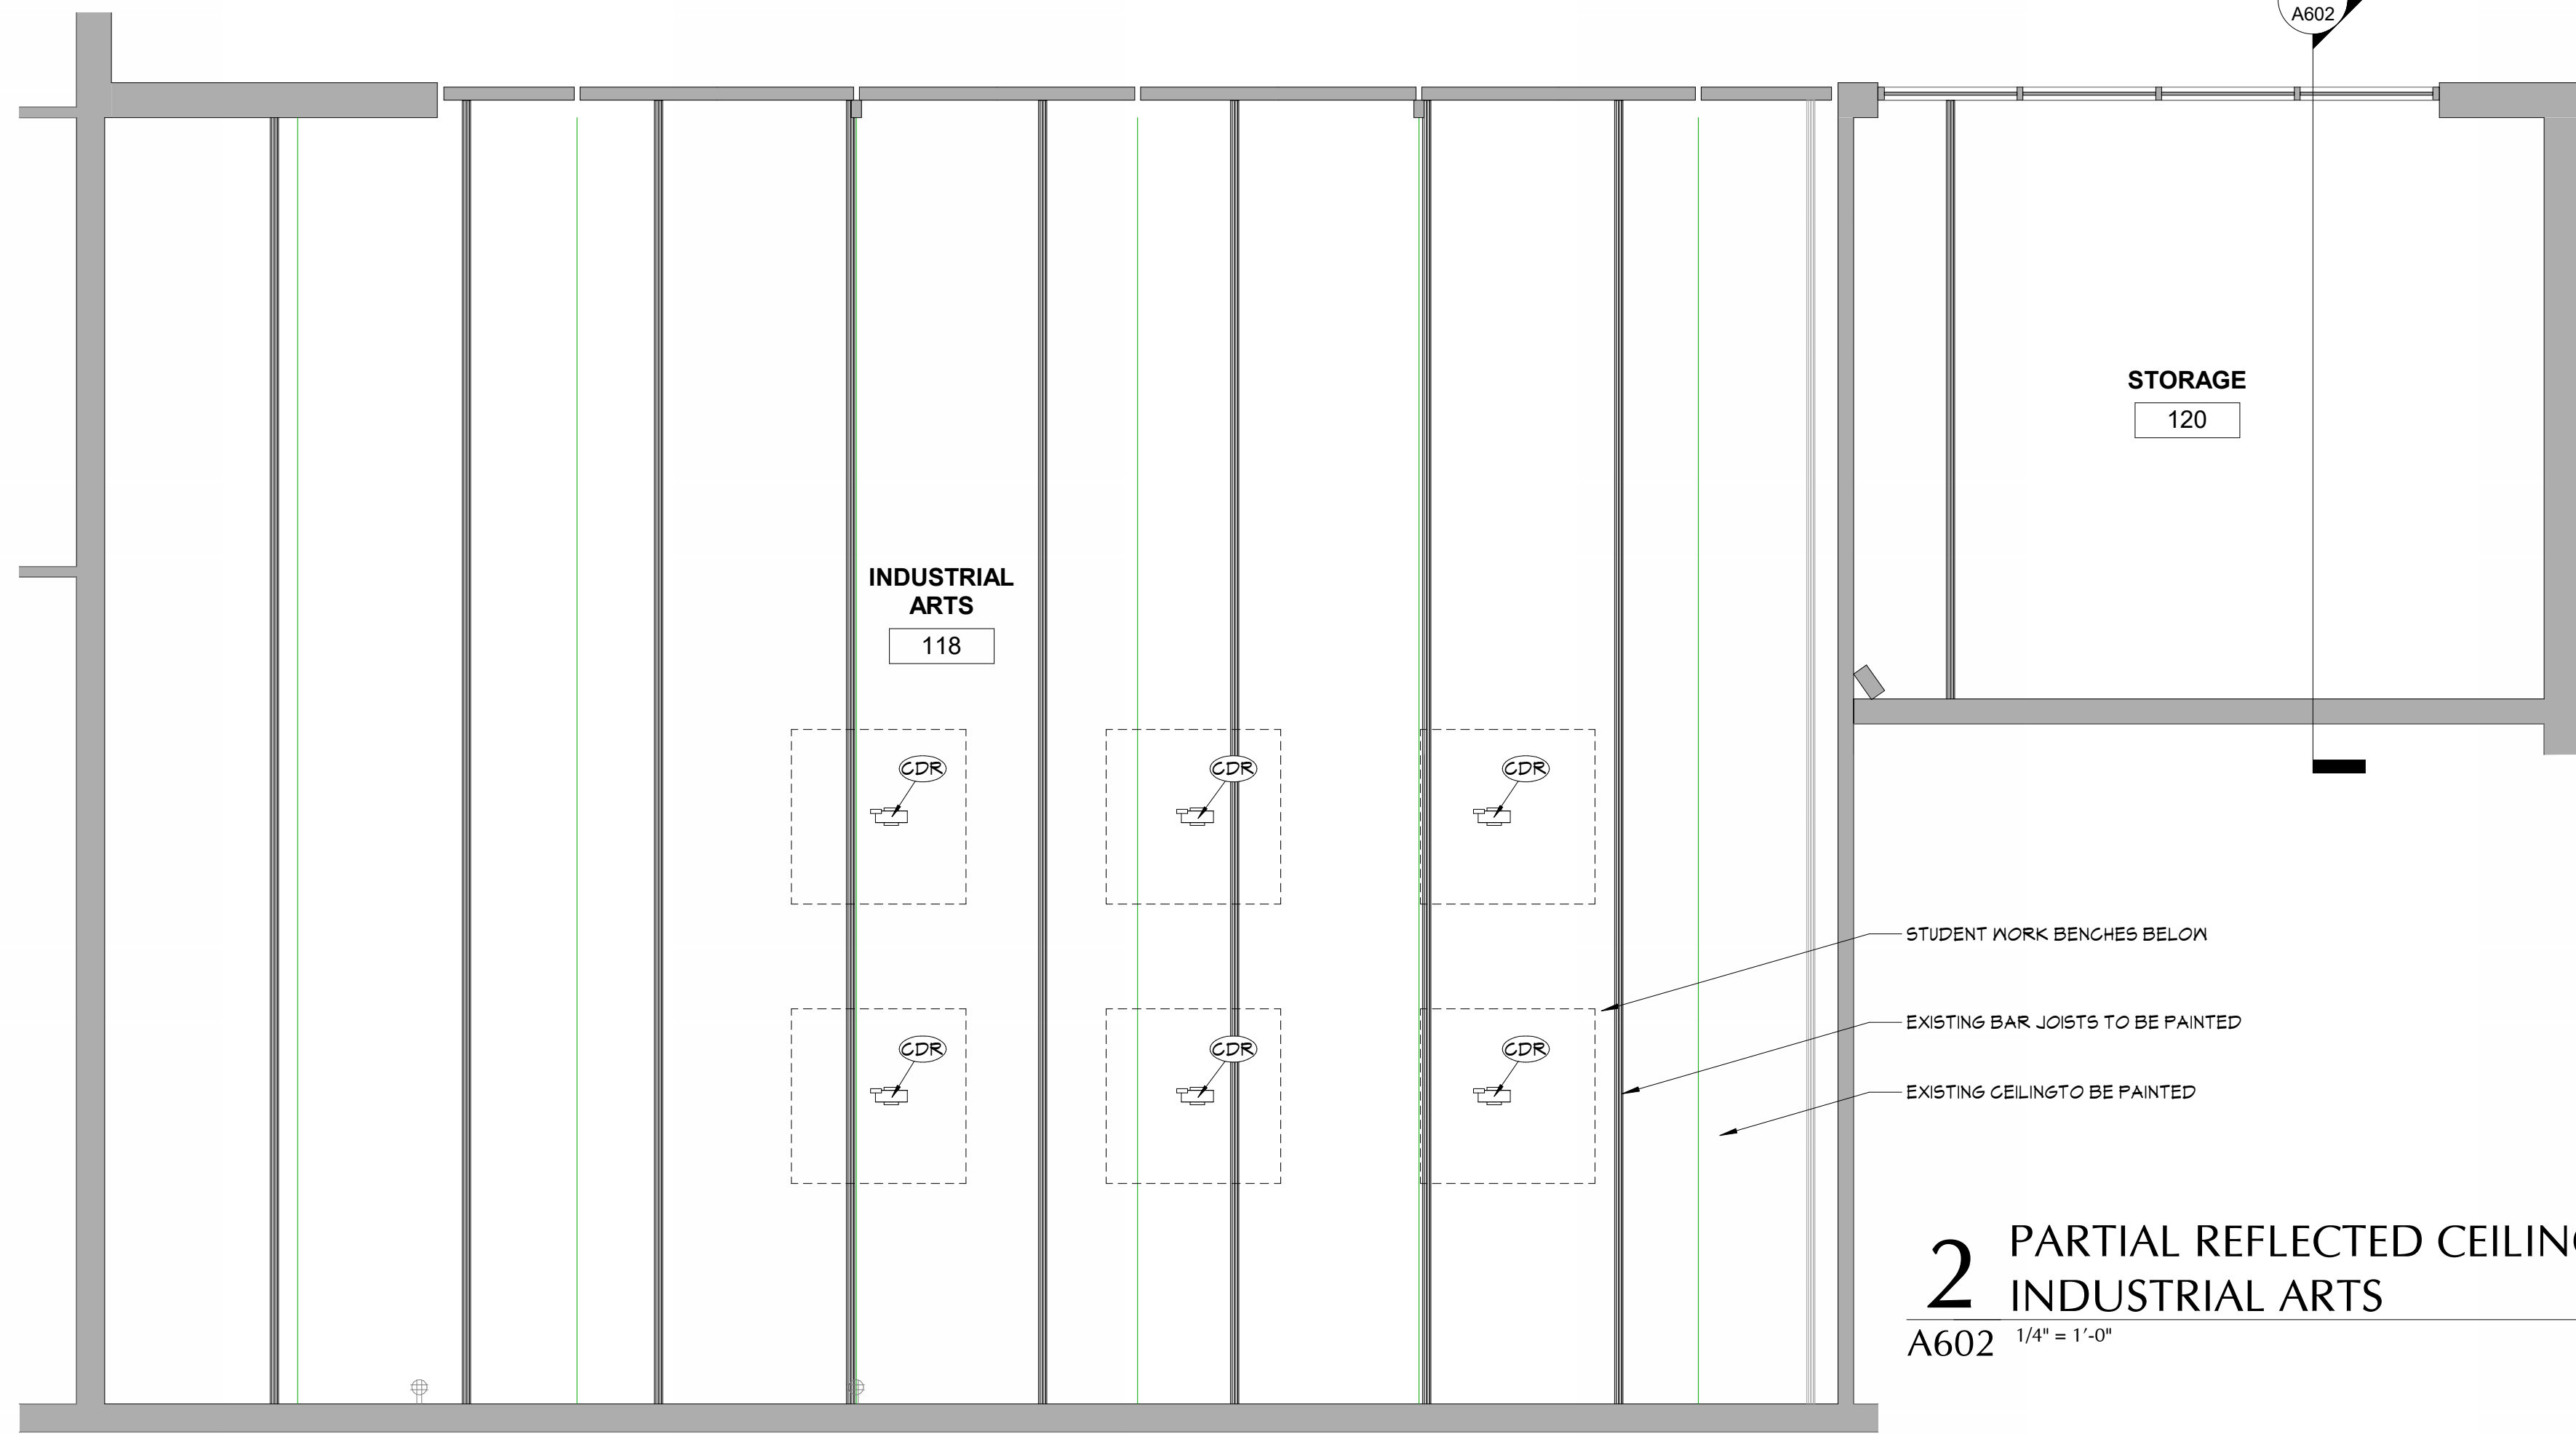 A602
STORAGE
120
INDUSTRIAL
ARTS
118
CDR
CDR
CDR
STUDENT WORK BENCHES BELOW
EXISTING BAR JOISTS TO BE PAINTED
CDR
CDR
CDR
EXISTING CEILINGTO BE PAINTED
2
PARTIAL REFLECTED CEILING
INDUSTRIAL ARTS
A602
1/4" = 1'-0"